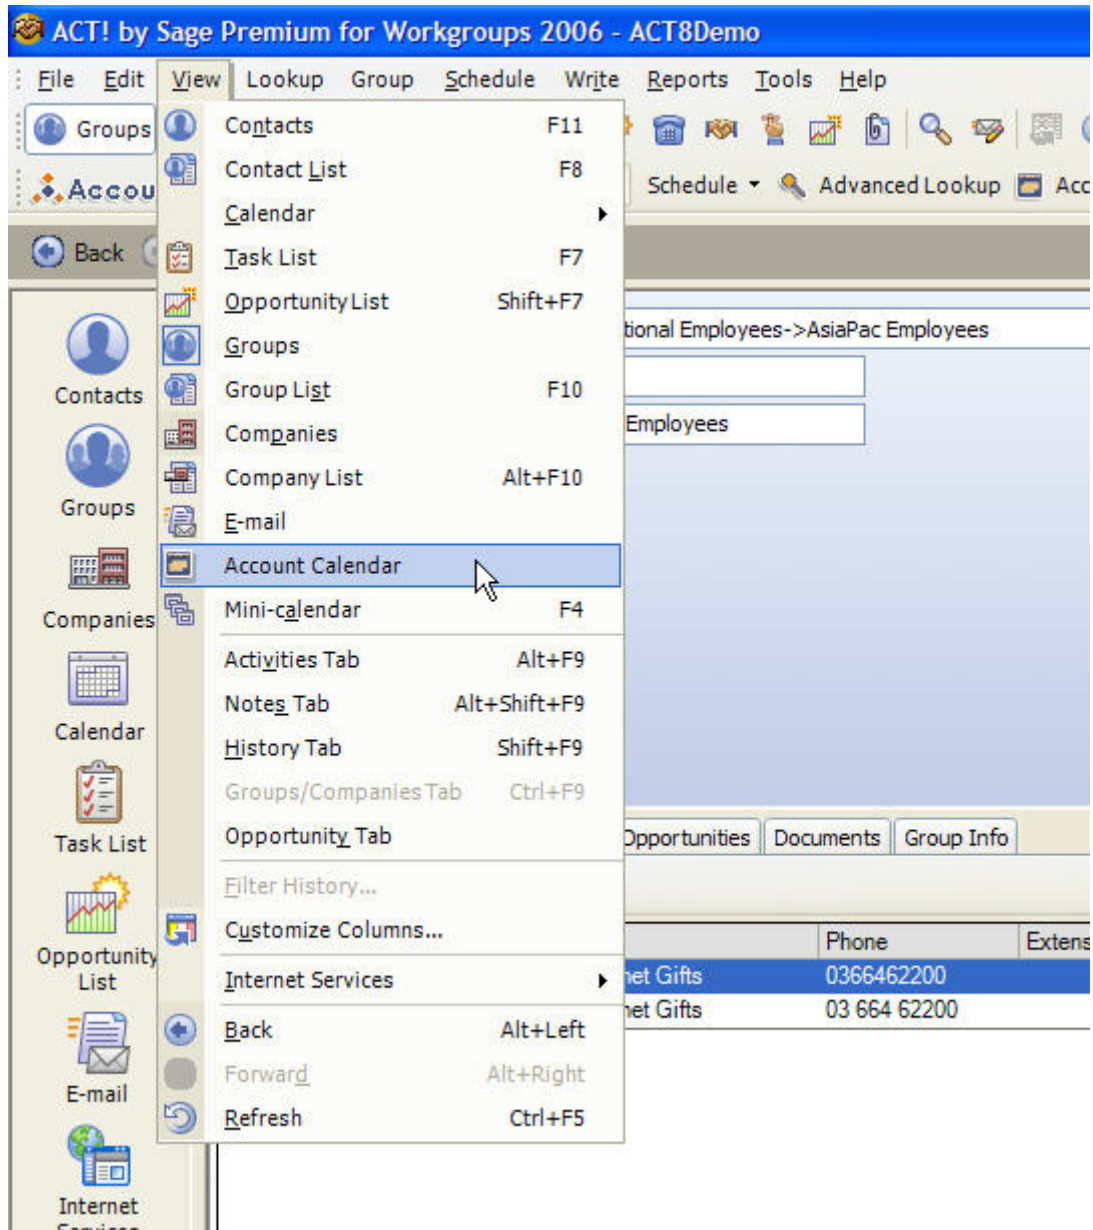 ACT! by Sage Premium for Workgroups 2006 - ACT8Demo
File Edit View Lookup Group Schedule Write Reports Tools Help
Groups
Schedule Advanced Lookup
Back
Contacts F11
Contact List F8
Calendar
Task List F7
Opportunity List Shift+F7
Groups
Group List F10
Companies
Company List Alt+F10
E-mail
Account Calendar
Mini-calendar F4
Activities Tab Alt+F9
Notes Tab Alt+Shift+F9
History Tab Shift+F9
Groups/Companies Tab Ctrl+F9
Opportunity Tab
Filter History...
Customize Columns...
Internet Services
Back Alt+Left
Forward Alt+Right
Refresh Ctrl+F5
Contacts
Groups
Companies
Calendar
Task List
Opportunity
List
E-mail
Internet
Employees->AsiaPac Employees
Employees
Opportunities Documents Group Info
Phone
Gifts 0366462200
Gifts 03 664 62200